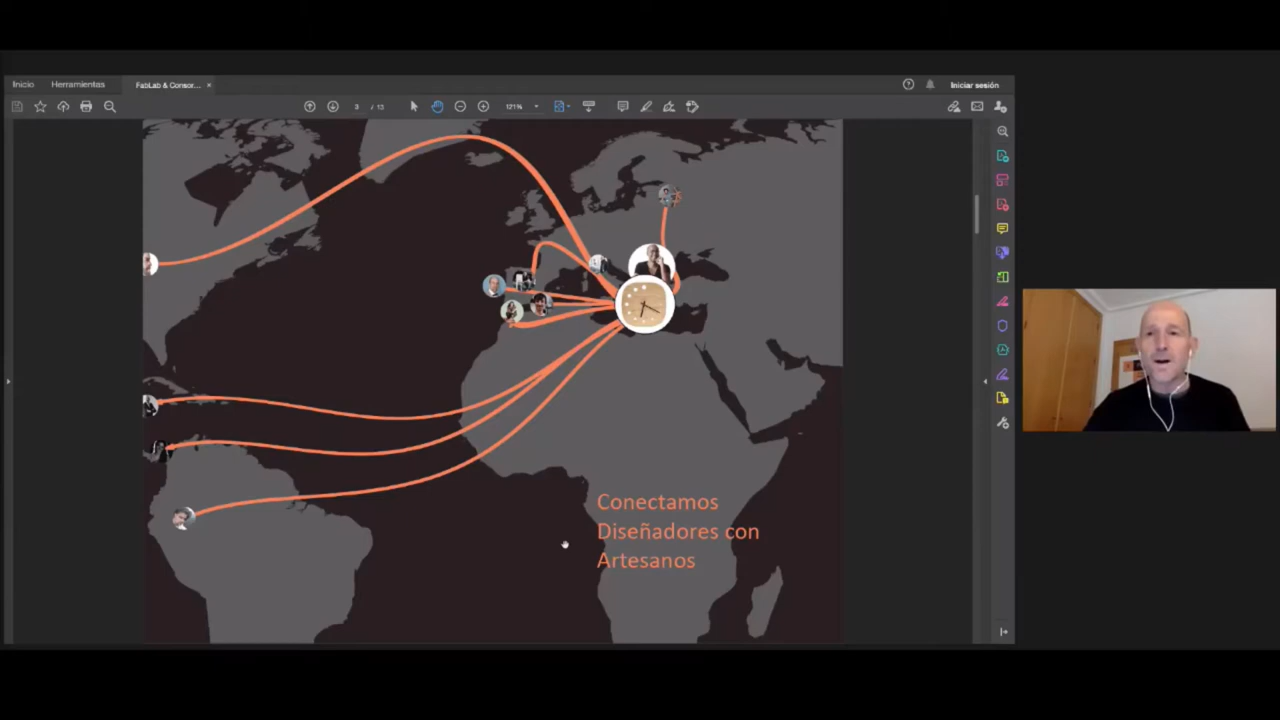 Inicio
Herramientas
FabLab & Consor... ×
Iniciar sesión
3 / 13
121%
Conectamos
Diseñadores con
Artesanos